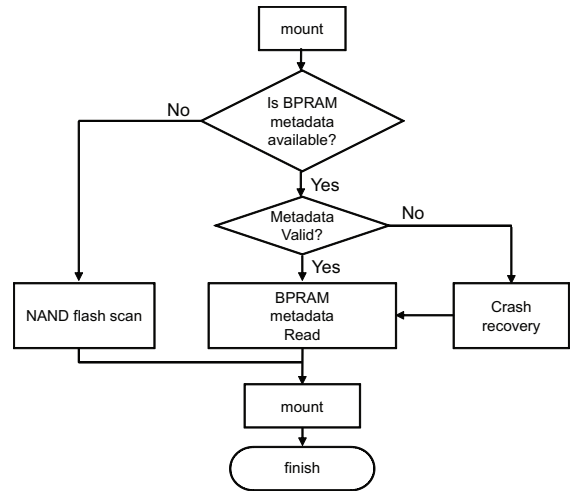 mount
Is BPRAM
metadata
available?
No
Yes
Metadata
Valid?
No
Yes
NAND flash scan
BPRAM
metadata
Read
Crash
recovery
mount
finish